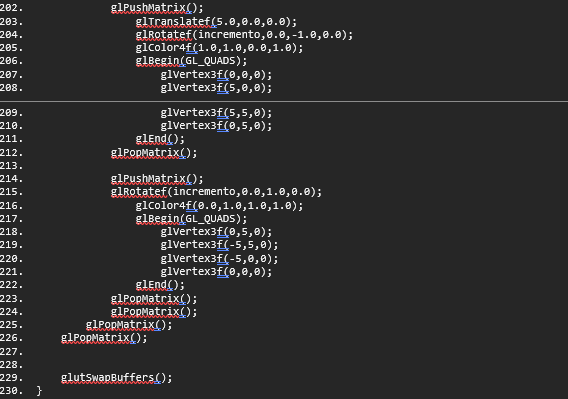 202. glPushMatrix();
203. glTranslatef(5.0,0.0,0.0);
204. glRotatef(incremento,0.0,-1.0,0.0);
205. glColor4f(1.0,1.0,0.0,1.0);
206. glBegin(GL_QUADS);
207. glVertex3f(0,0,0);
208. glVertex3f(5,0,0);
209. glVertex3f(5,5,0);
210. glVertex3f(0,5,0);
211. glEnd();
212. glPopMatrix();
213.
214. glPushMatrix();
215. glRotatef(incremento,0.0,1.0,0.0);
216. glColor4f(0.0,1.0,1.0,1.0);
217. glBegin(GL_QUADS);
218. glVertex3f(0,5,0);
219. glVertex3f(-5,5,0);
220. glVertex3f(-5,0,0);
221. glVertex3f(0,0,0);
222. glEnd();
223. glPopMatrix();
224. glPopMatrix();
225. glPopMatrix();
226. glPopMatrix();
227.
228.
229. glutSwapBuffers();
230. }